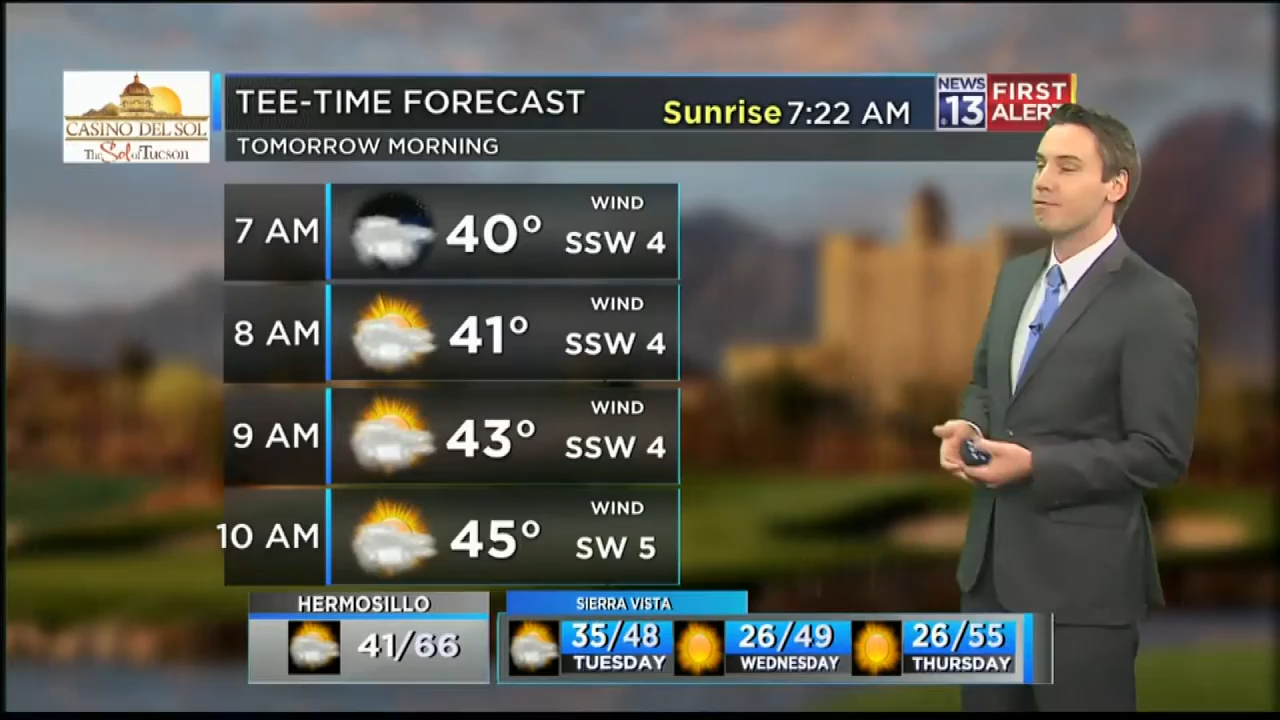 CASINO DEL SOL
The Sol of Tucson
TEE-TIME FORECAST
Sunrise 7:22 AM
NEWS
13
FIRST
ALERT
TOMORROW MORNING
7 AM 40° WIND
SSW 4
8 AM 41° WIND
SSW 4
9 AM 43° WIND
SSW 4
10 AM 45° WIND
SW 5
HERMOSILLO
41/66
SIERRA VISTA
35/48
TUESDAY
26/49
WEDNESDAY
26/55
THURSDAY